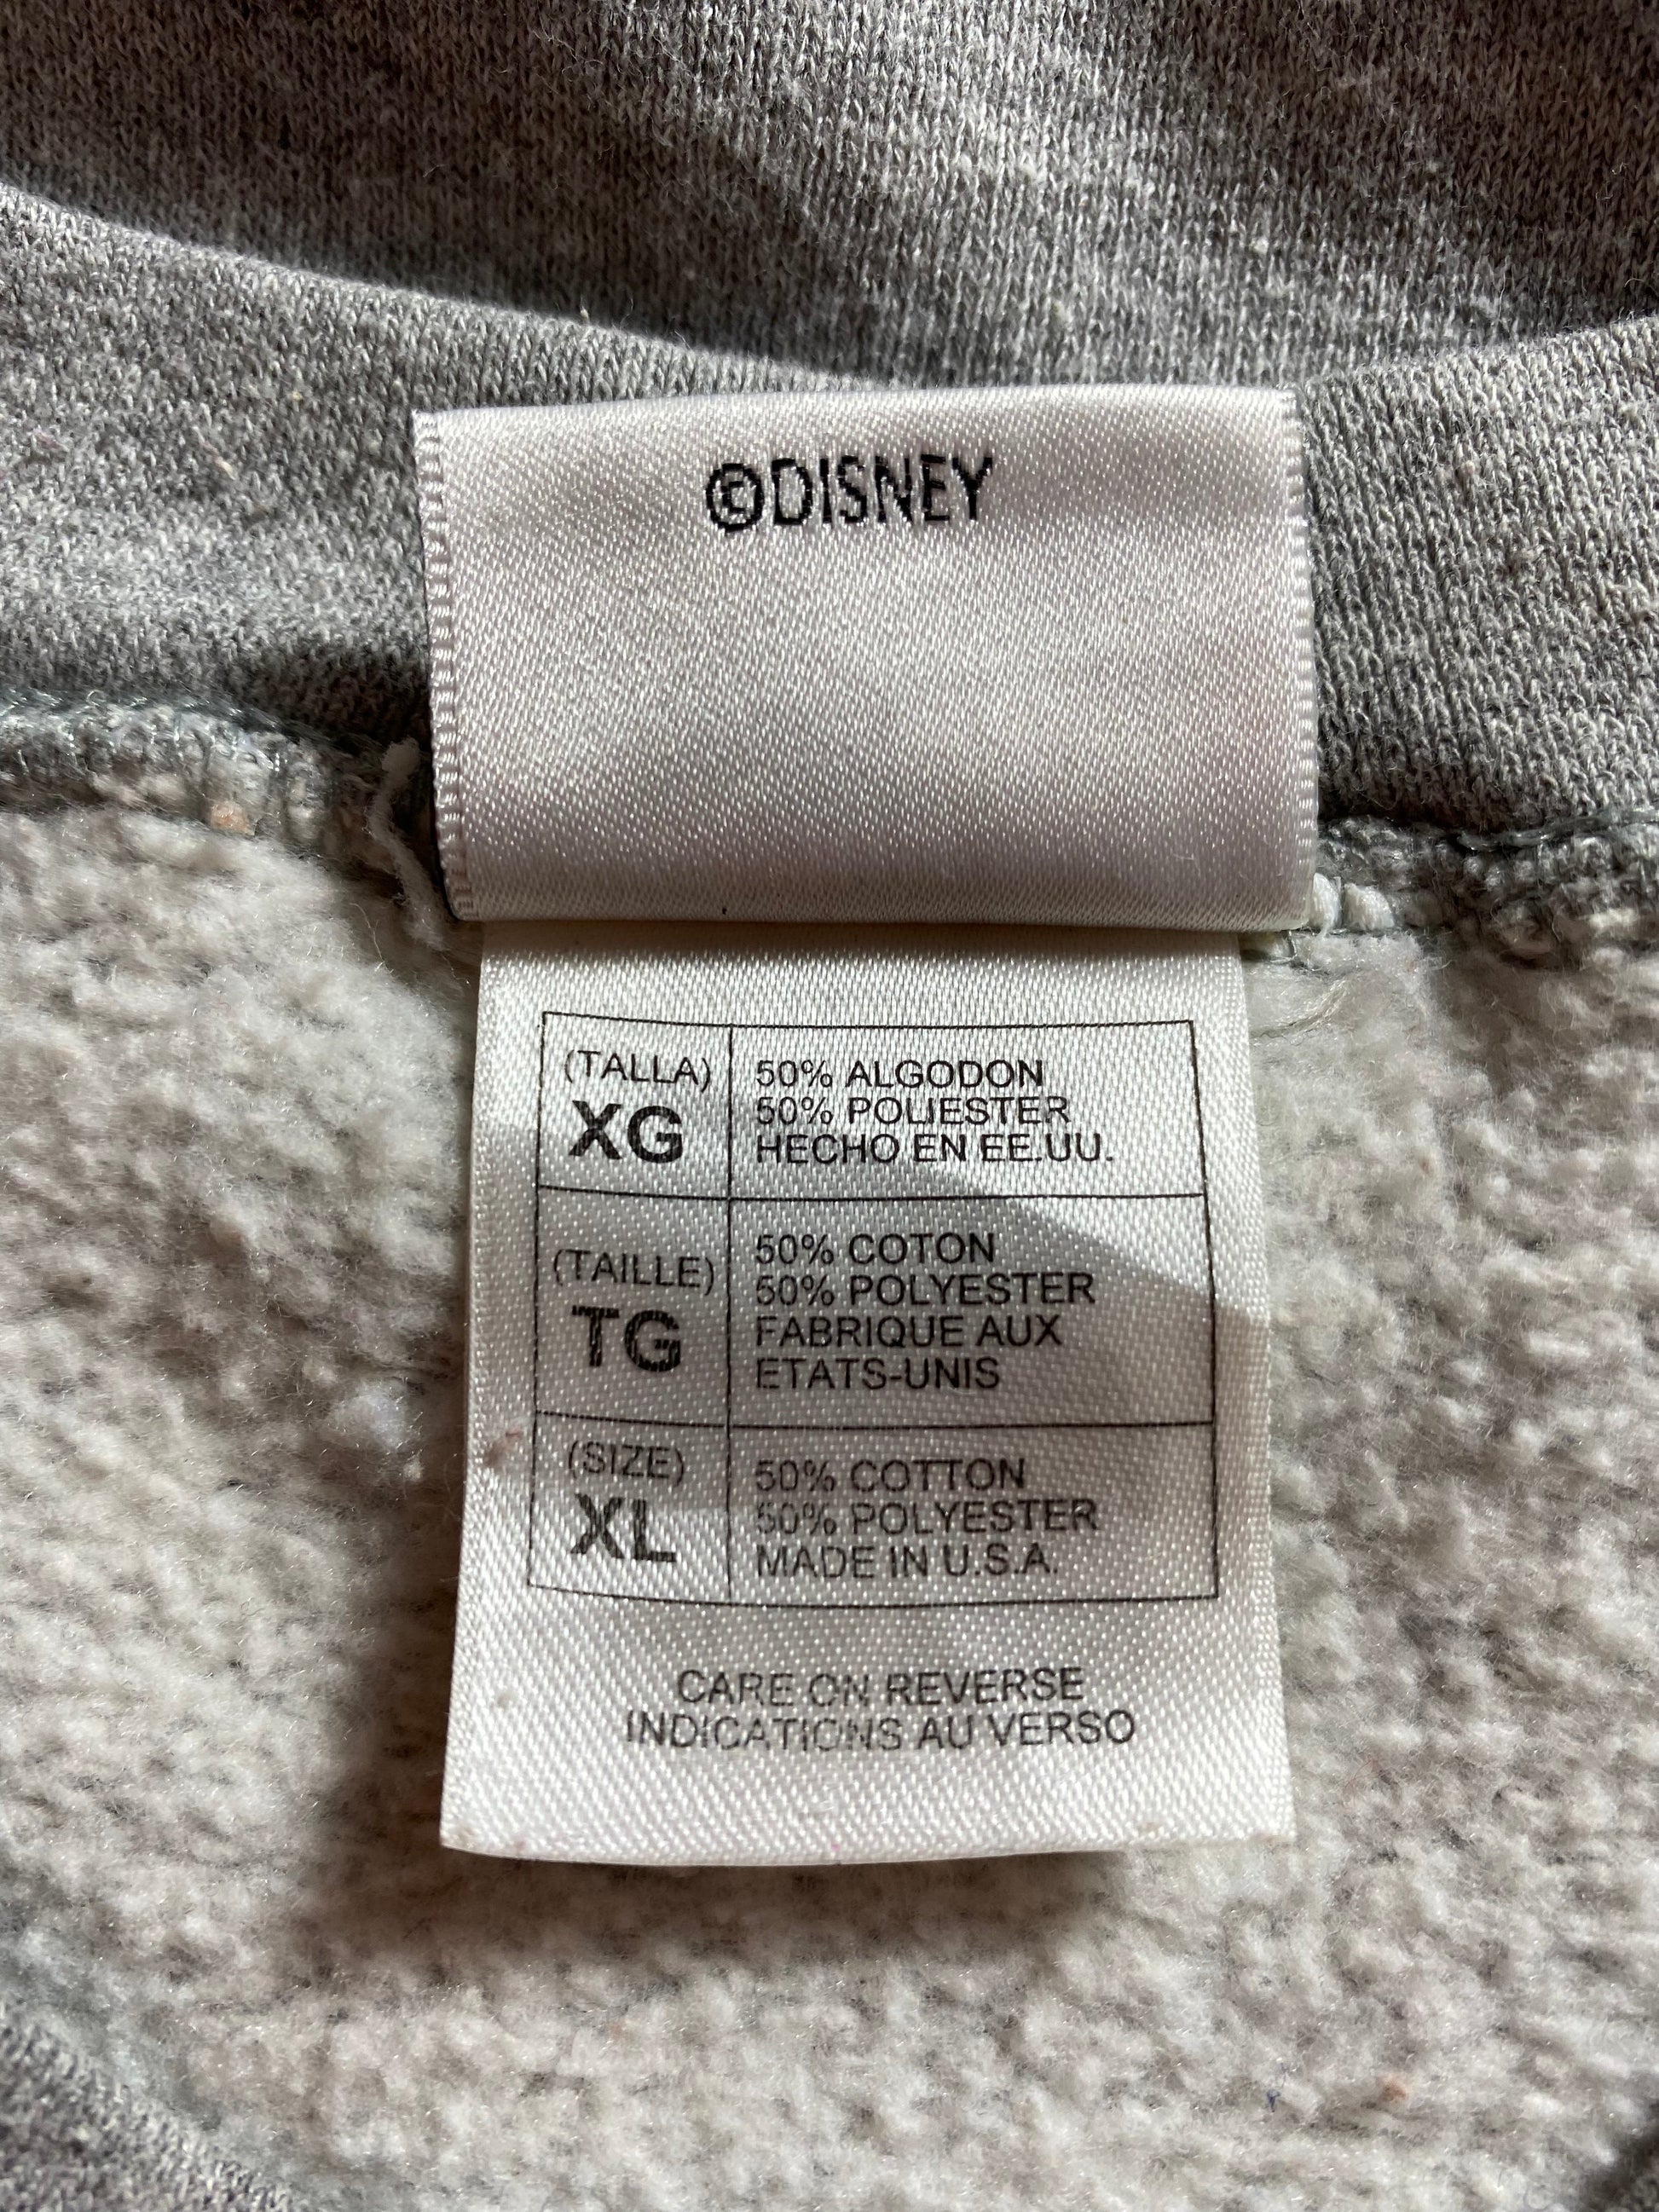 ©DISNEY
(TALLA)
XG
50% ALGODON
50% POLIESTER
HECHO EN EE.UU.
(TAILLE)
TG
50% COTON
50% POLYESTER
FABRIQUE AUX
ETATS-UNIS
(SIZE)
XL
50% COTTON
50% POLYESTER
MADE IN U.S.A.
CARE ON REVERSE
INDICATIONS AU VERSO